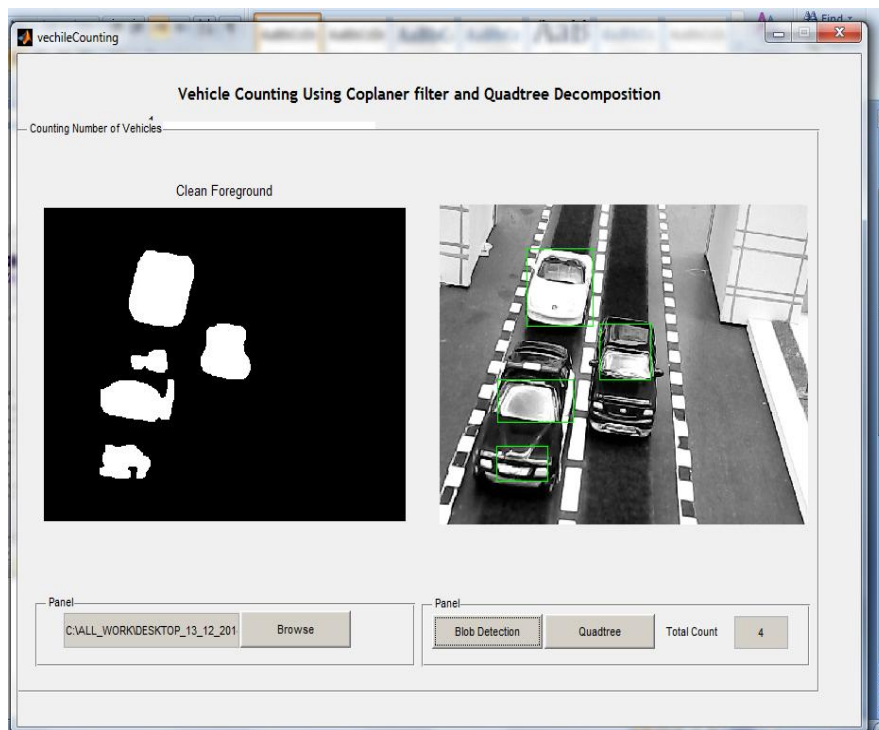 Find
vechileCounting
Vehicle Counting Using Coplaner filter and Quadtree Decomposition
4
Counting Number of Vehicles
Clean Foreground
Panel
C:\ALL_WORK\DESKTOP_13_12_201
Browse
Panel
Blob Detection
Quadtree
Total Count
4